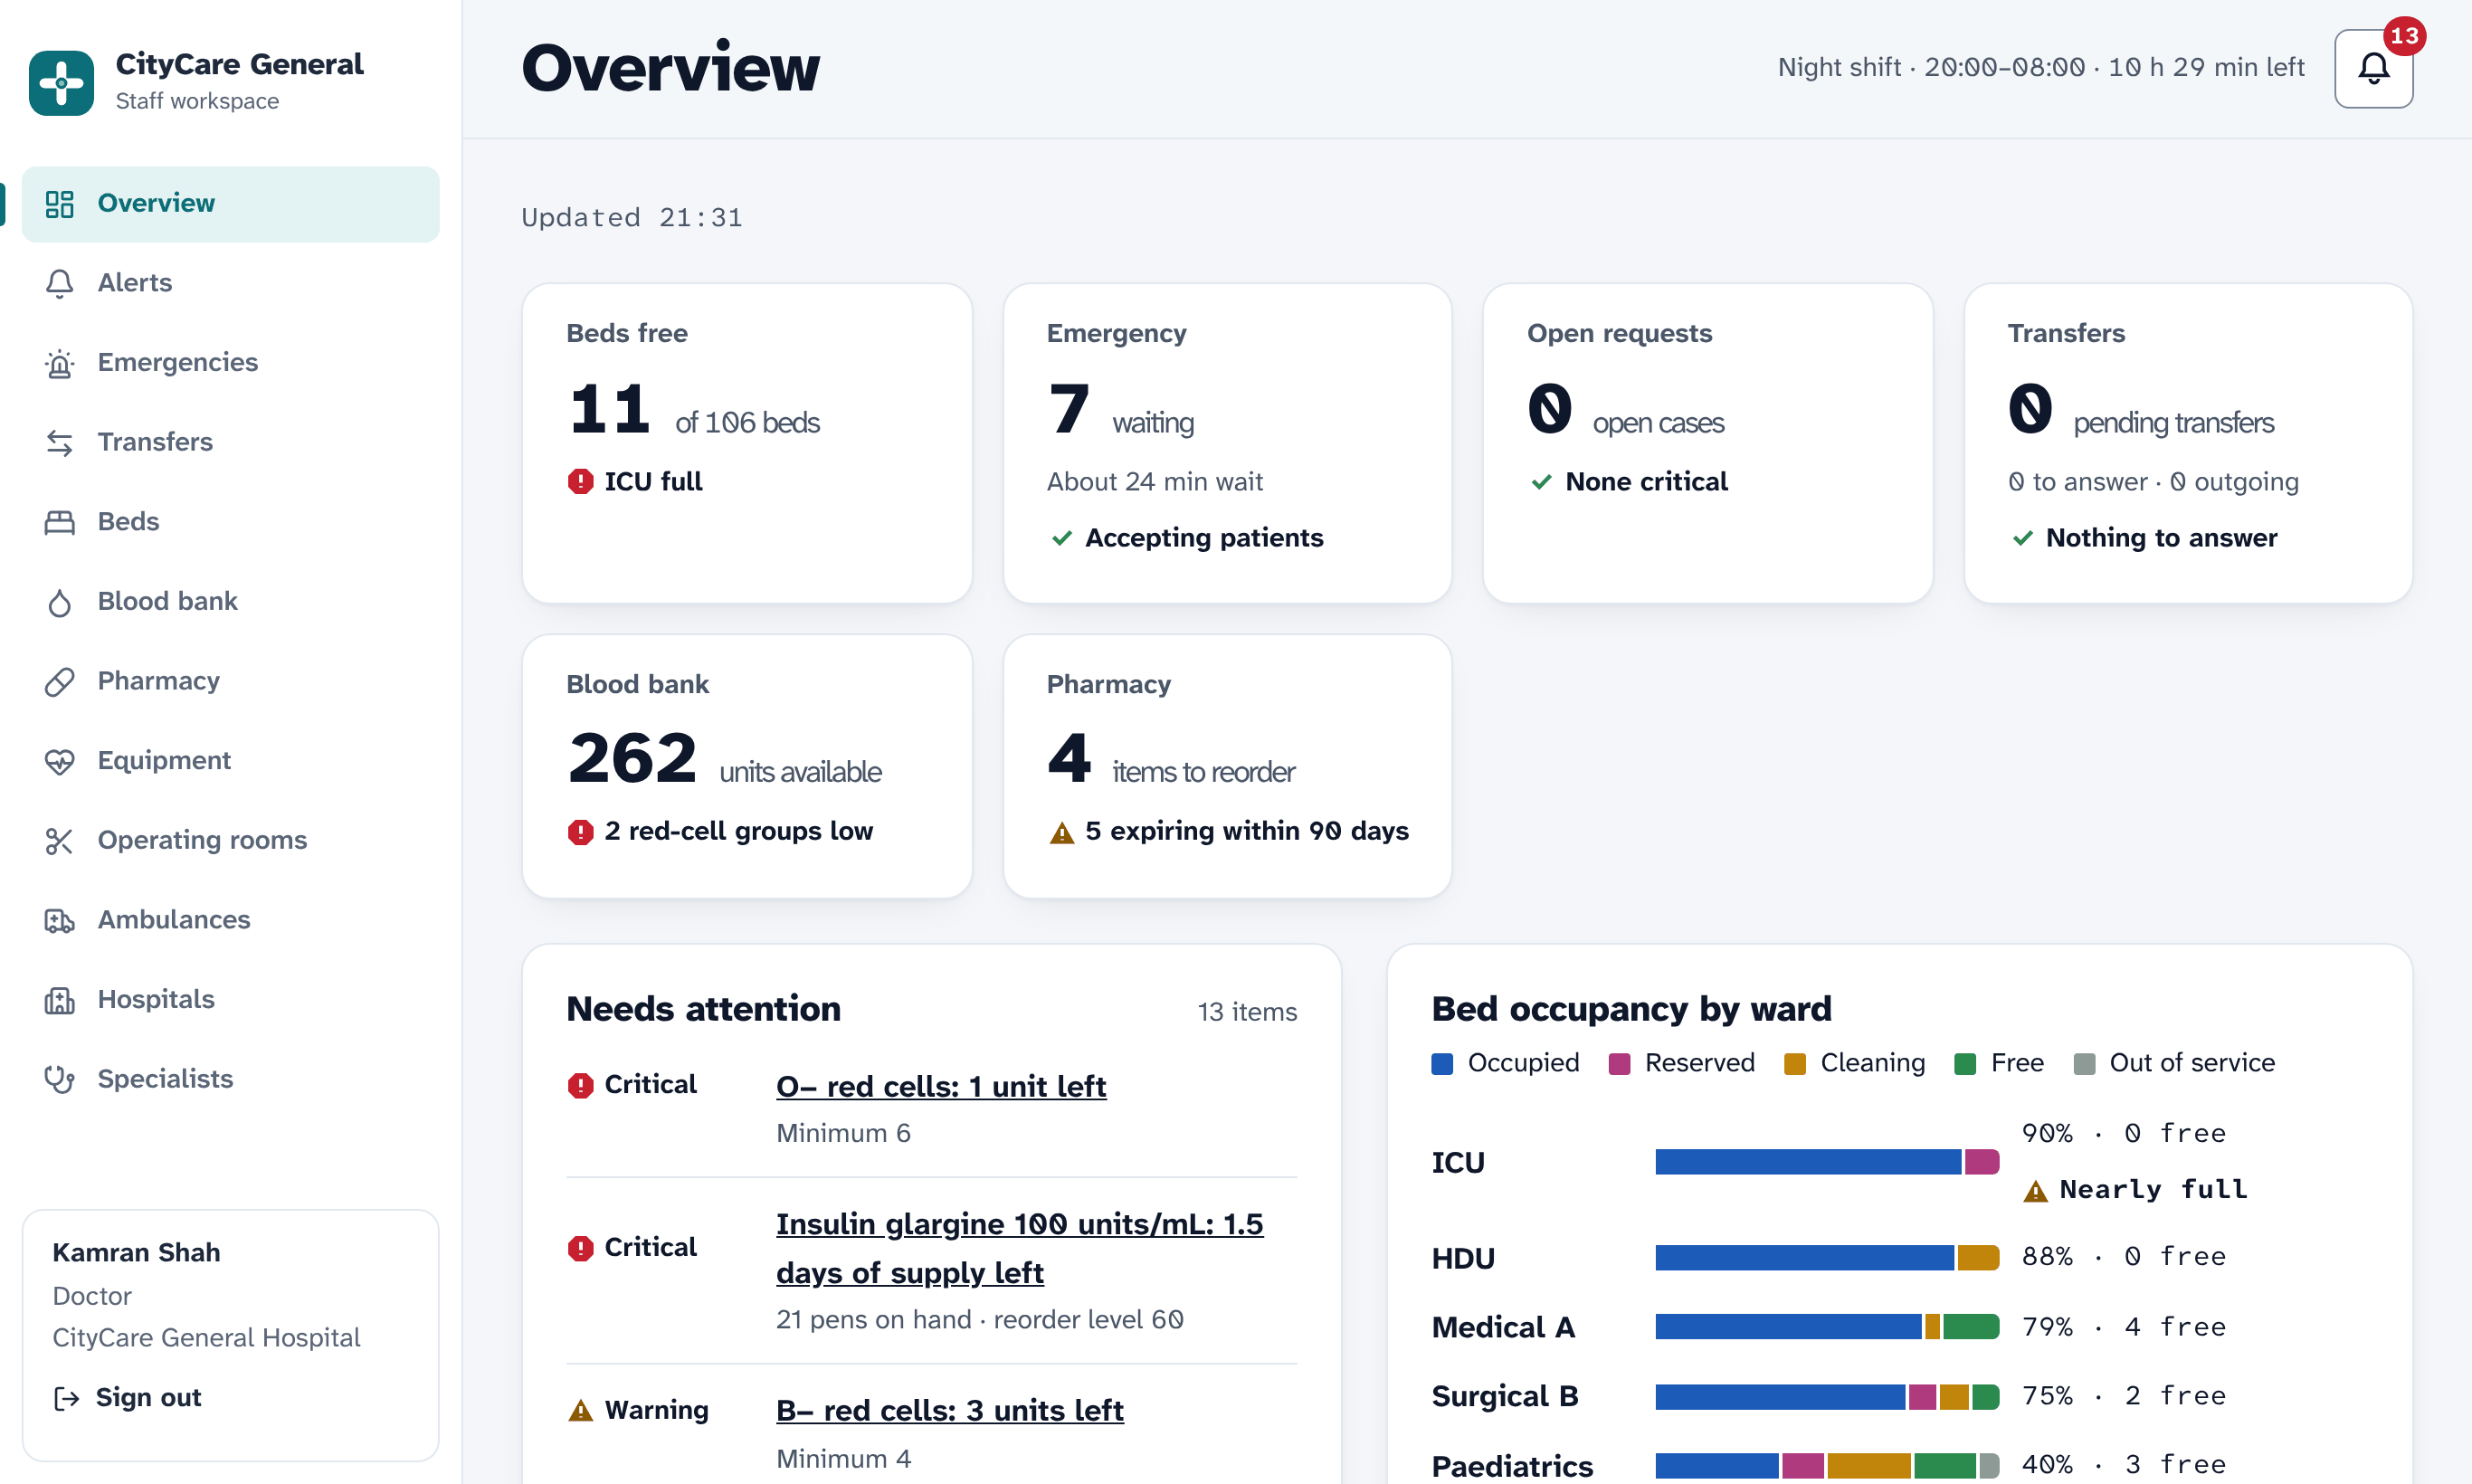 CityCare General
Staff workspace
Overview
Alerts
Emergencies
Transfers
Beds
Blood bank
Pharmacy
Equipment
Operating rooms
Ambulances
Hospitals
Specialists
Kamran Shah
Doctor
CityCare General Hospital
Sign out
Overview
Night shift · 20:00–08:00 · 10 h 29 min left
13
Updated 21:31
Beds free
11 of 106 beds
ICU full
Emergency
7 waiting
About 24 min wait
Accepting patients
Open requests
0 open cases
None critical
Transfers
0 pending transfers
0 to answer · 0 outgoing
Nothing to answer
Blood bank
262 units available
2 red-cell groups low
Pharmacy
4 items to reorder
5 expiring within 90 days
Needs attention
13 items
Critical
O− red cells: 1 unit left
Minimum 6
Critical
Insulin glargine 100 units/mL: 1.5
days of supply left
21 pens on hand · reorder level 60
Warning
B− red cells: 3 units left
Minimum 4
Bed occupancy by ward
Occupied Reserved Cleaning Free Out of service
ICU 90% · 0 free
Nearly full
HDU 88% · 0 free
Medical A 79% · 4 free
Surgical B 75% · 2 free
Paediatrics 40% · 3 free